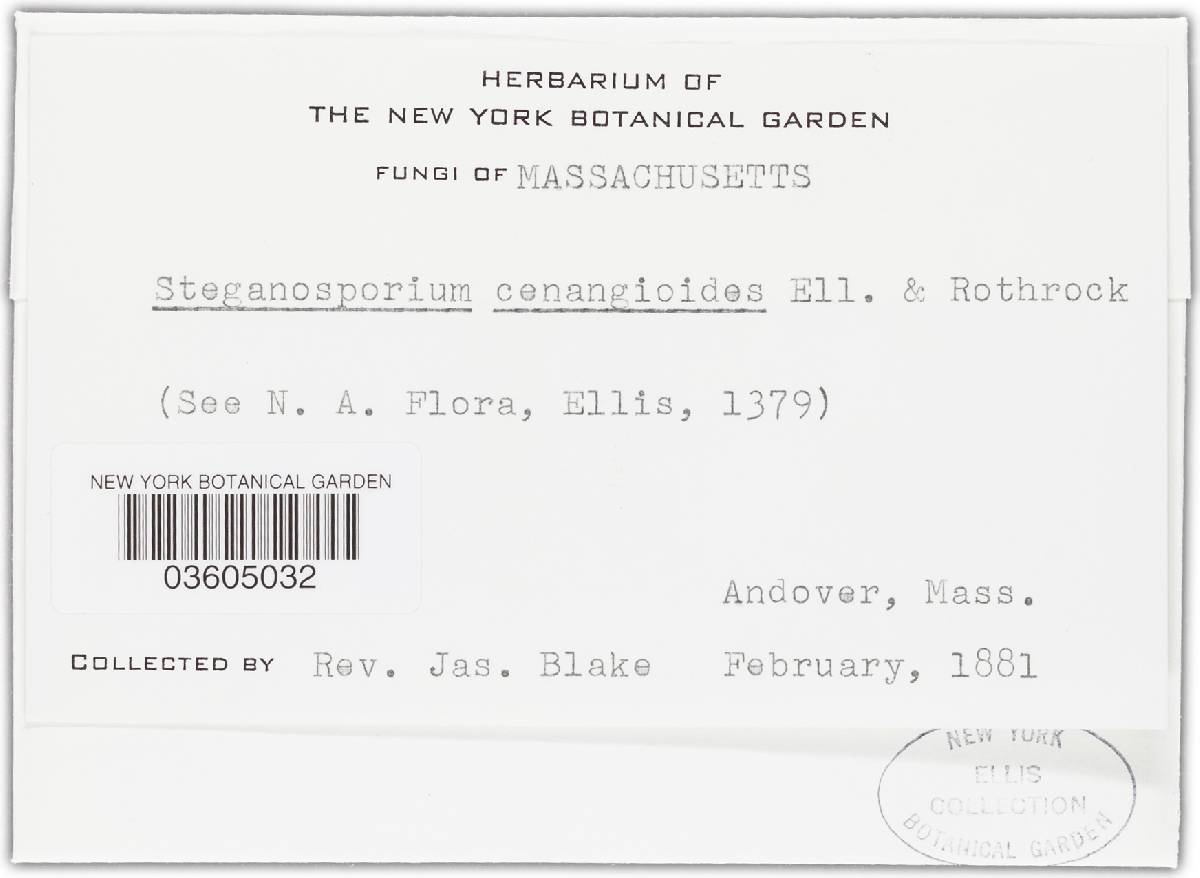 HERBARIUM OF
THE NEW YORK BOTANICAL GARDEN
FUNGI OF MASSACHUSETTS
Steganosporium cenangioides Ell. & Rothrock
(See N. A. Flora, Ellis, 1379)
NEW YORK BOTANICAL GARDEN
03605032
Andover, Mass.
COLLECTED BY Rev. Jas. Blake February, 1881
NEW YORK
ELLIS
COLLECTION
BOTANICAL GARDEN